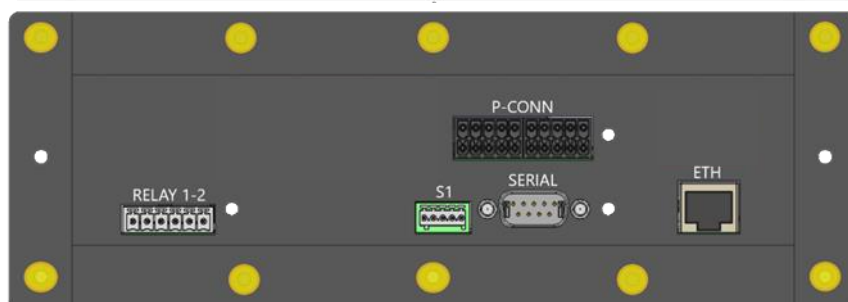 P-CONN
RELAY 1-2
S1
SERIAL
ETH